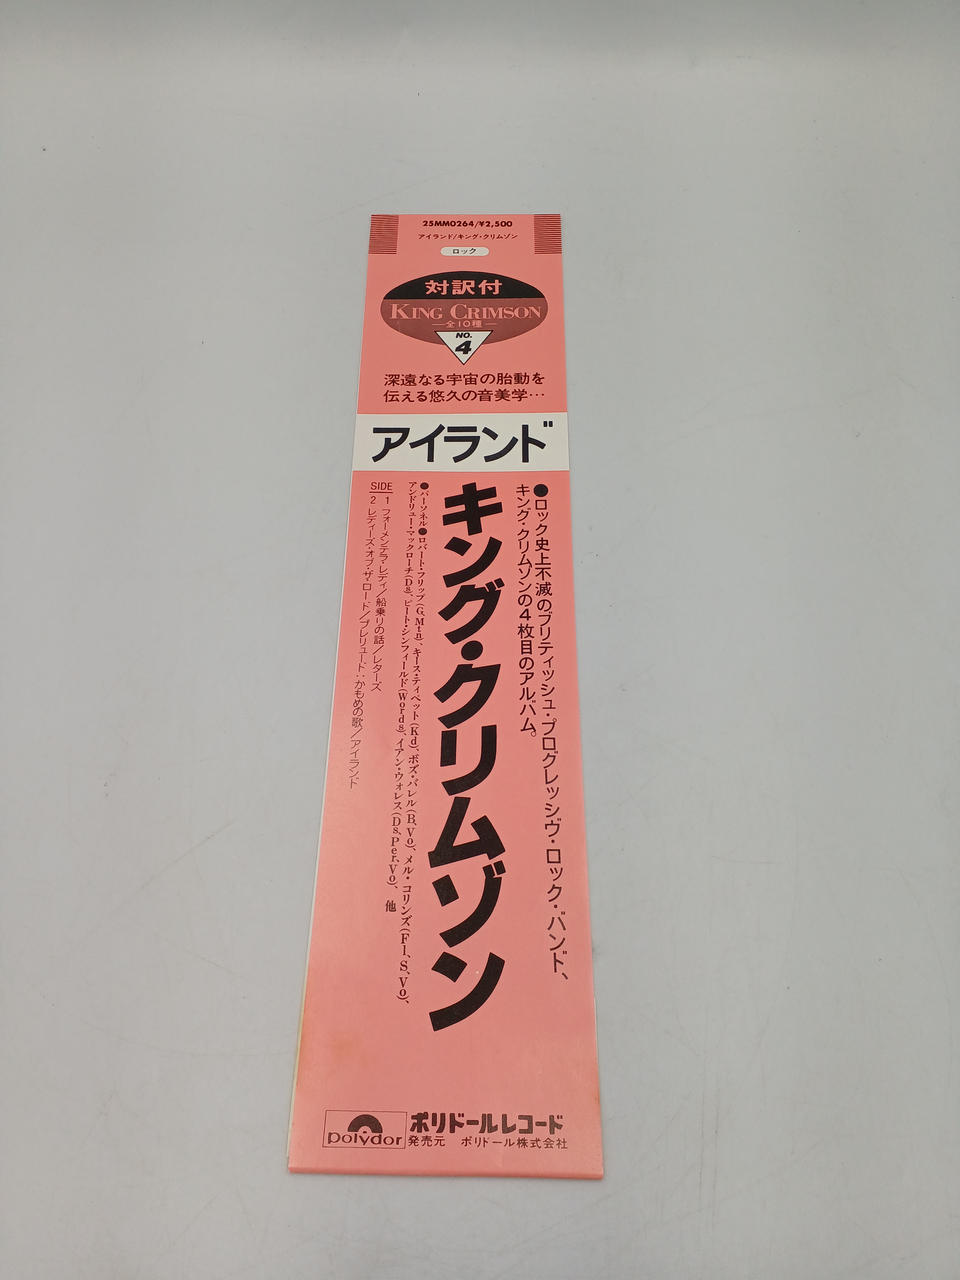 25MM0264/¥2,500
アイランド/キング・クリムゾン
ロック
対訳付
KING CRIMSON
—全10種—
NO.
4
深遠なる宇宙の胎動を
伝える悠久の音美学…
アイランド
●ロック史上不滅のブリティッシュ・プログレッシヴ・ロック・バンド、
キング・クリムゾンの4枚目のアルバム。
キング・クリムゾン
●パーソネル●ロバート・フリップ(G,Mtn)、キース・ティペット(Kd)、ボズ・バレル(B,Vo)、メル・コリンズ(Fl,S,Vo)、
アンドリュー・マックローチ(Ds)、ピート・シンフィールド(Words)、イアン・ウォレス(Ds,Per,Vo)、他
SIDE
1 フォーメンテラ・レディ/船乗りの話/レターズ
2 レディーズ・オブ・ザ・ロード/プレリュード:かもめの歌/アイランド
polydor
ポリドールレコード
発売元 ポリドール株式会社